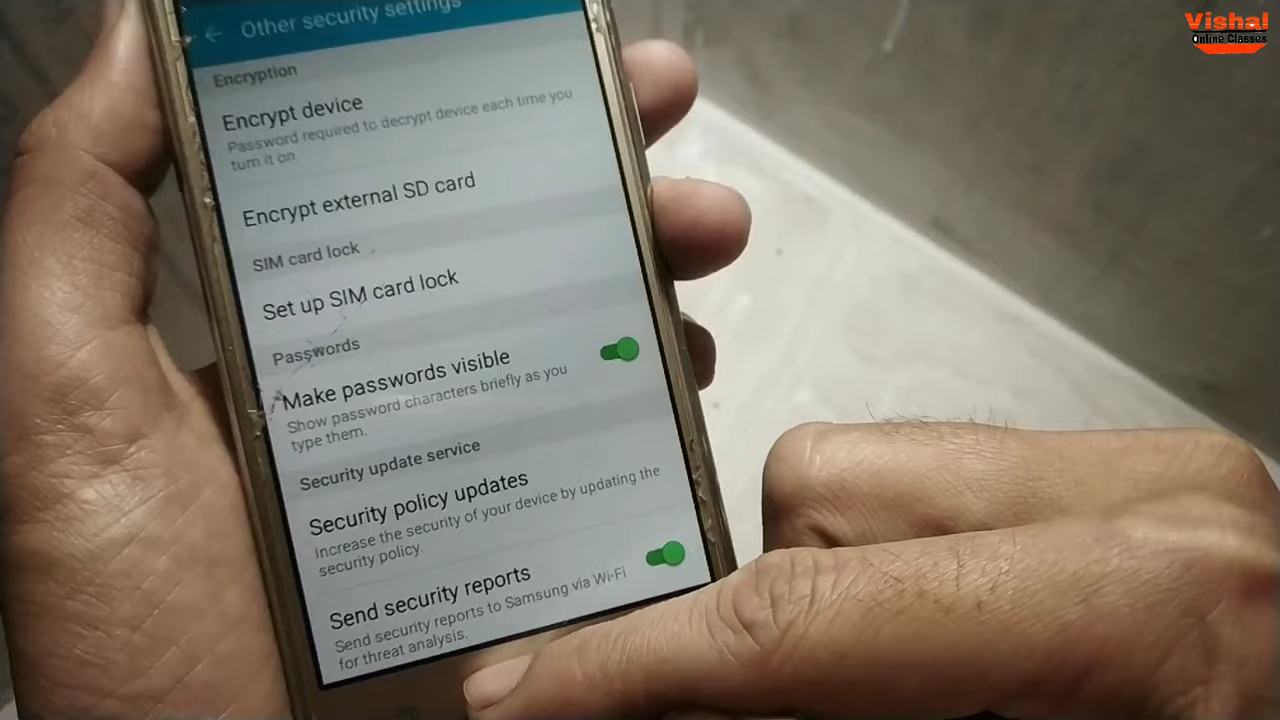 Vishal
Online Classes
Other security settings
Encryption
Encrypt device
Password required to decrypt device each time you
turn it on
Encrypt external SD card
SIM card lock
Set up SIM card lock
Passwords
Make passwords visible
Show password characters briefly as you
type them.
Security update service
Security policy updates
Increase the security of your device by updating the
security policy.
Send security reports
Send security reports to Samsung via Wi-Fi
for threat analysis.